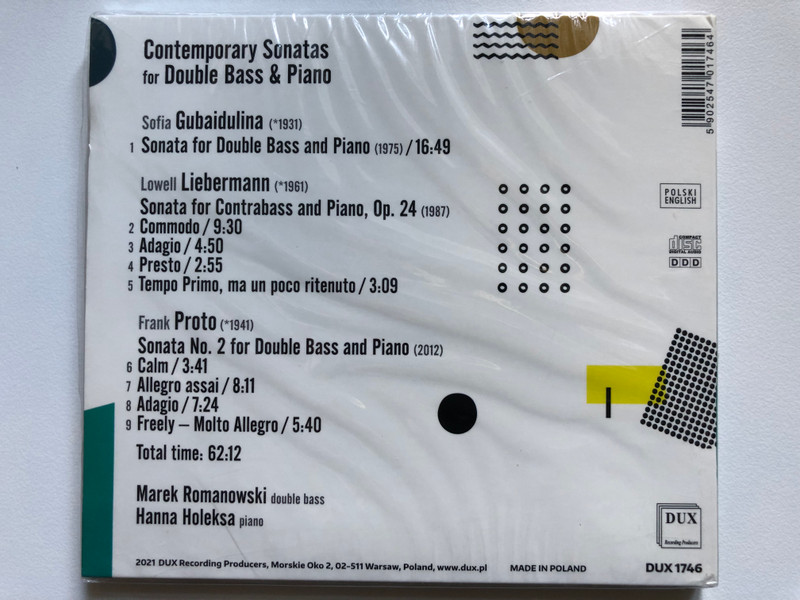 Contemporary Sonatas
for Double Bass & Piano
Sofia Gubaidulina (*1931)
1 Sonata for Double Bass and Piano (1975) / 16:49
Lowell Liebermann (*1961)
Sonata for Contrabass and Piano, Op. 24 (1987)
2 Commodo / 9:30
3 Adagio / 4:50
4 Presto / 2:55
5 Tempo Primo, ma un poco ritenuto / 3:09
Frank Proto (*1941)
Sonata No. 2 for Double Bass and Piano (2012)
6 Calm / 3:41
7 Allegro assai / 8:11
8 Adagio / 7:24
9 Freely – Molto Allegro / 5:40
Total time: 62:12
Marek Romanowski double bass
Hanna Holeksa piano
2021 DUX Recording Producers, Morskie Oko 2, 02-511 Warsaw, Poland, www.dux.pl MADE IN POLAND
5 902547 017464
POLSKI
ENGLISH
COMPACT
disc
DIGITAL AUDIO
DDD
DUX
Recording Producers
DUX 1746